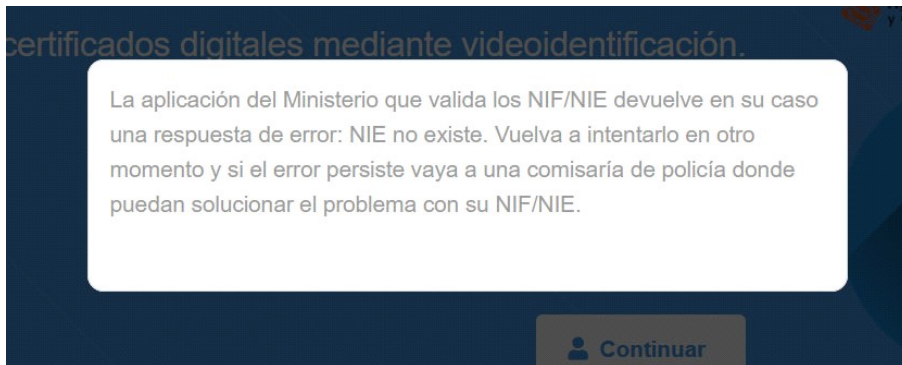 certificados digitales mediante videoidentificación.
La aplicación del Ministerio que valida los NIF/NIE devuelve en su caso
una respuesta de error: NIE no existe. Vuelva a intentarlo en otro
momento y si el error persiste vaya a una comisaría de policía donde
puedan solucionar el problema con su NIF/NIE.
Continuar